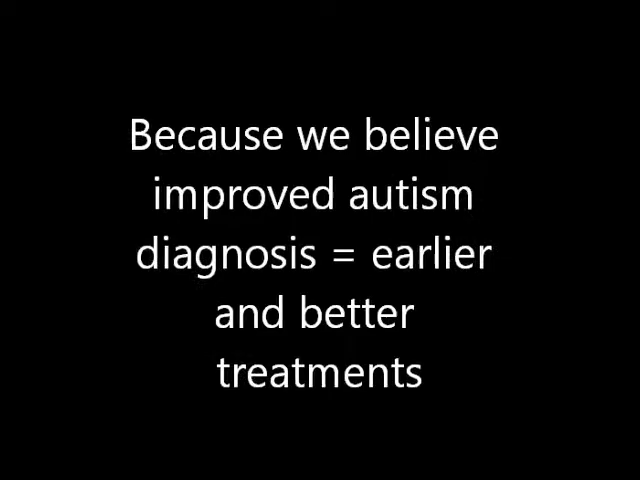 Because we believe
improved autism
diagnosis = earlier
and better
treatments